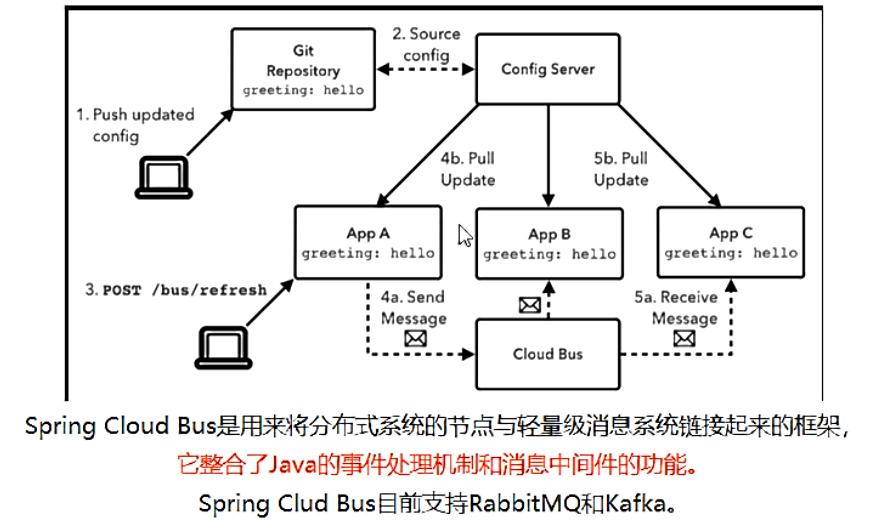 Git
Repository
greeting: hello
2. Source
config
Config Server
1. Push updated
config
4b. Pull
Update
5b. Pull
Update
App A
greeting: hello
App B
greeting: hello
App C
greeting: hello
3. POST /bus/refresh
4a. Send
Message
5a. Receive
Message
Cloud Bus
Spring Cloud Bus是用来将分布式系统的节点与轻量级消息系统链接起来的框架，
它整合了Java的事件处理机制和消息中间件的功能。
Spring Clud Bus目前支持RabbitMQ和Kafka。